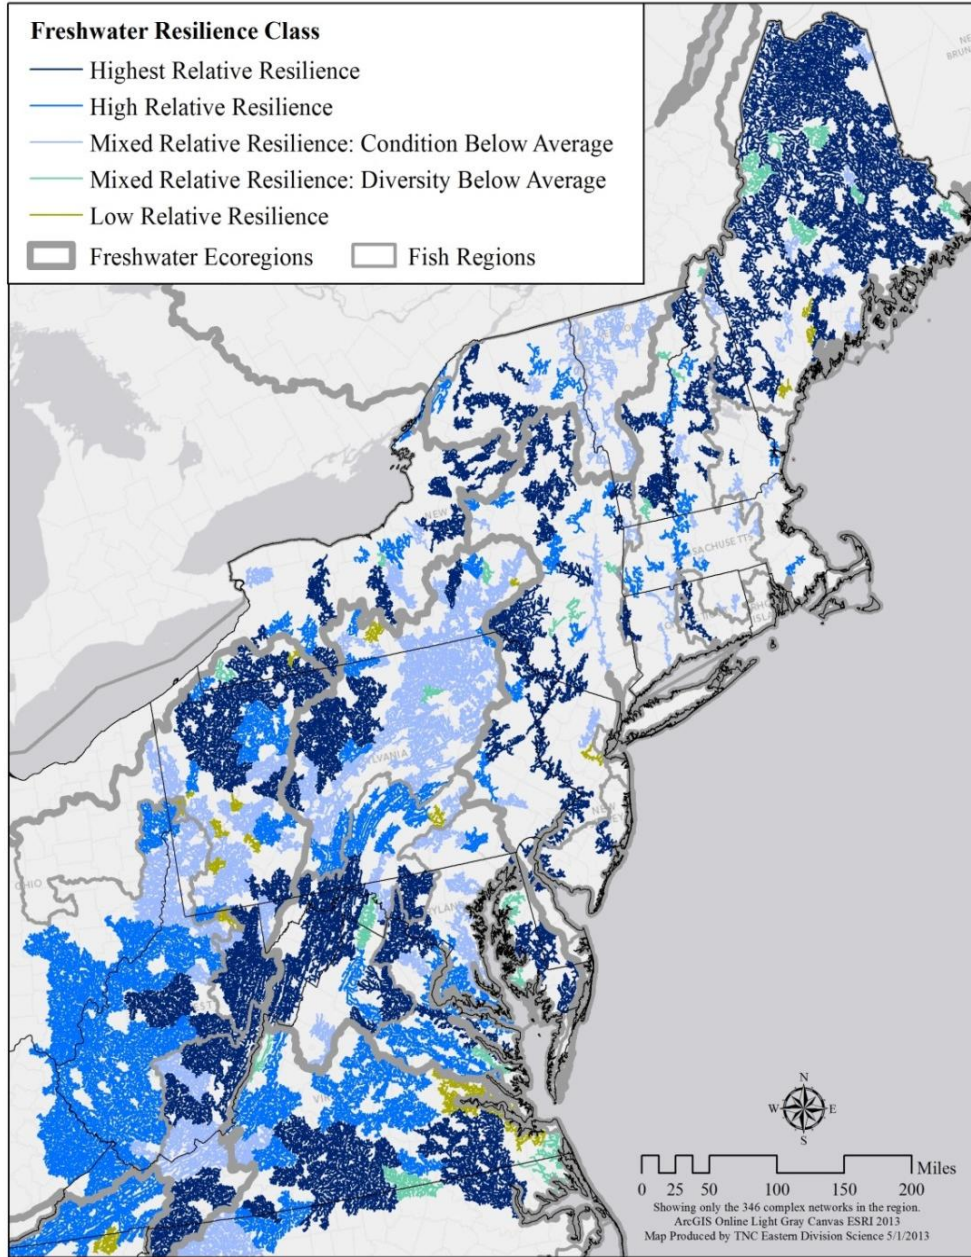 Freshwater Resilience Class
Highest Relative Resilience
High Relative Resilience
Mixed Relative Resilience: Condition Below Average
Mixed Relative Resilience: Diversity Below Average
Low Relative Resilience
Freshwater Ecoregions
Fish Regions
OHIO
N
W
E
S
Miles
0 25 50 100 150 200
Showing only the 346 complex networks in the region.
ArcGIS Online Light Gray Canvas ESRI 2013
Map Produced by TNC Eastern Division Science 5/1/2013